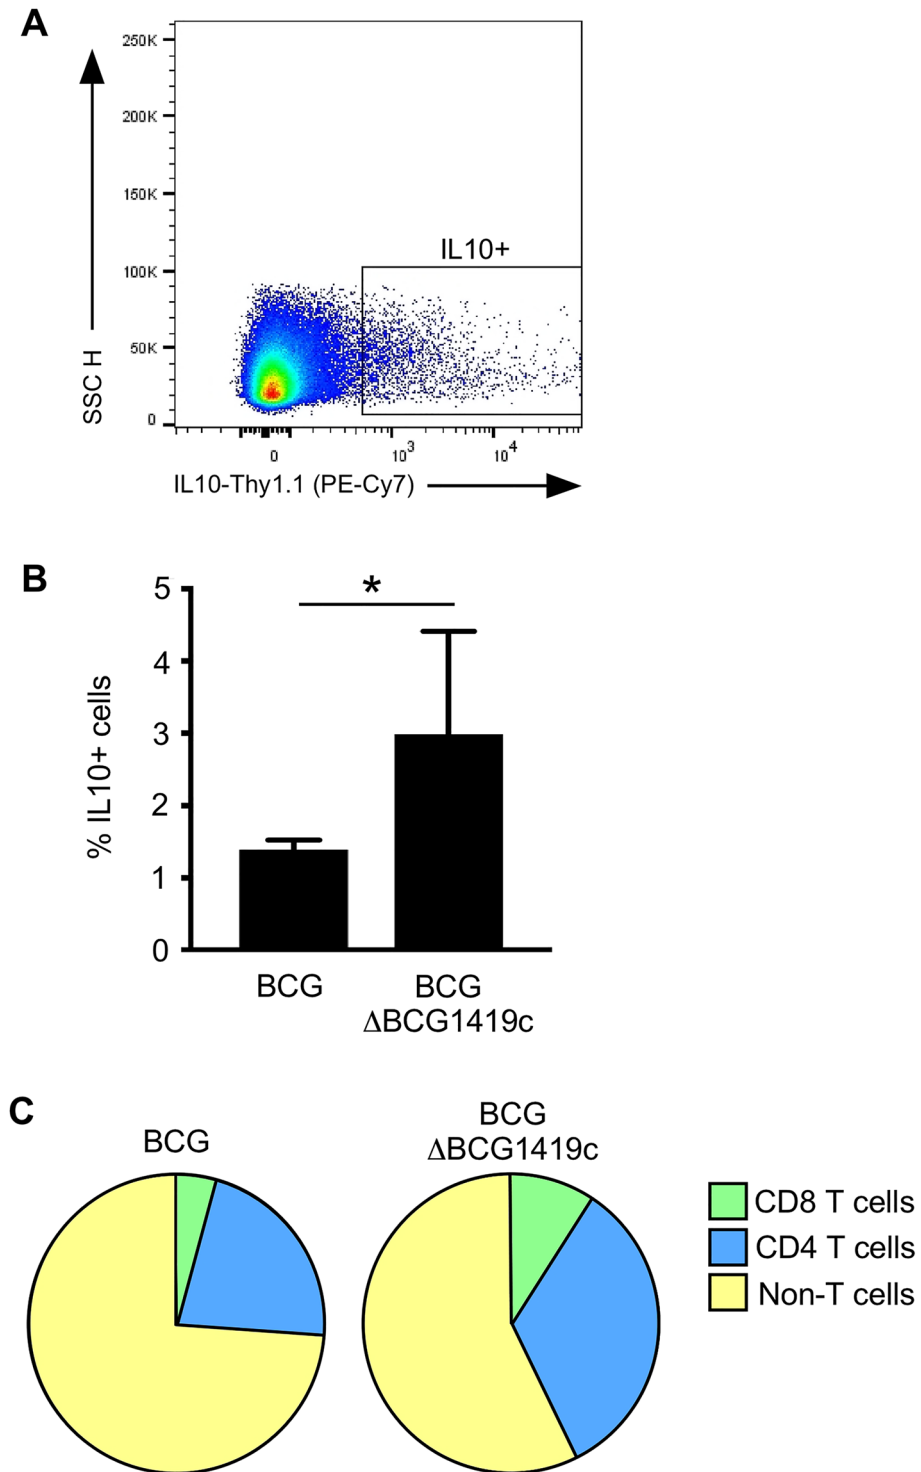 A
250K
200K
150K
100K
50K
0
SSC H
IL10+
0
10³
10⁴
IL10-Thy1.1 (PE-Cy7)
B
*
5
4
3
2
1
0
% IL10+ cells
BCG
BCG
ΔBCG1419c
C
BCG
BCG
ΔBCG1419c
CD8 T cells
CD4 T cells
Non-T cells